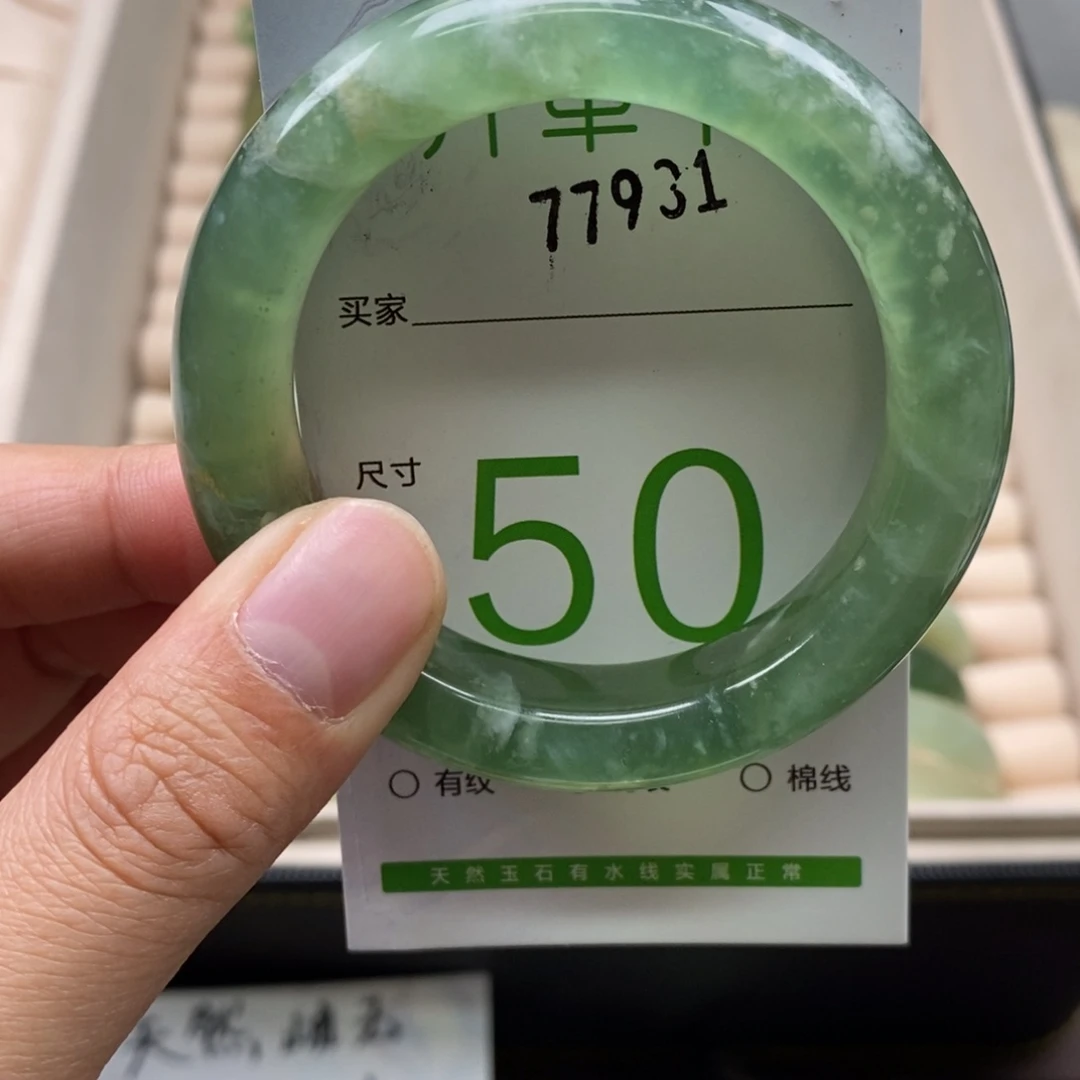 77931
买家
尺寸
50
有纹
棉线
天然玉石有水线实属正常